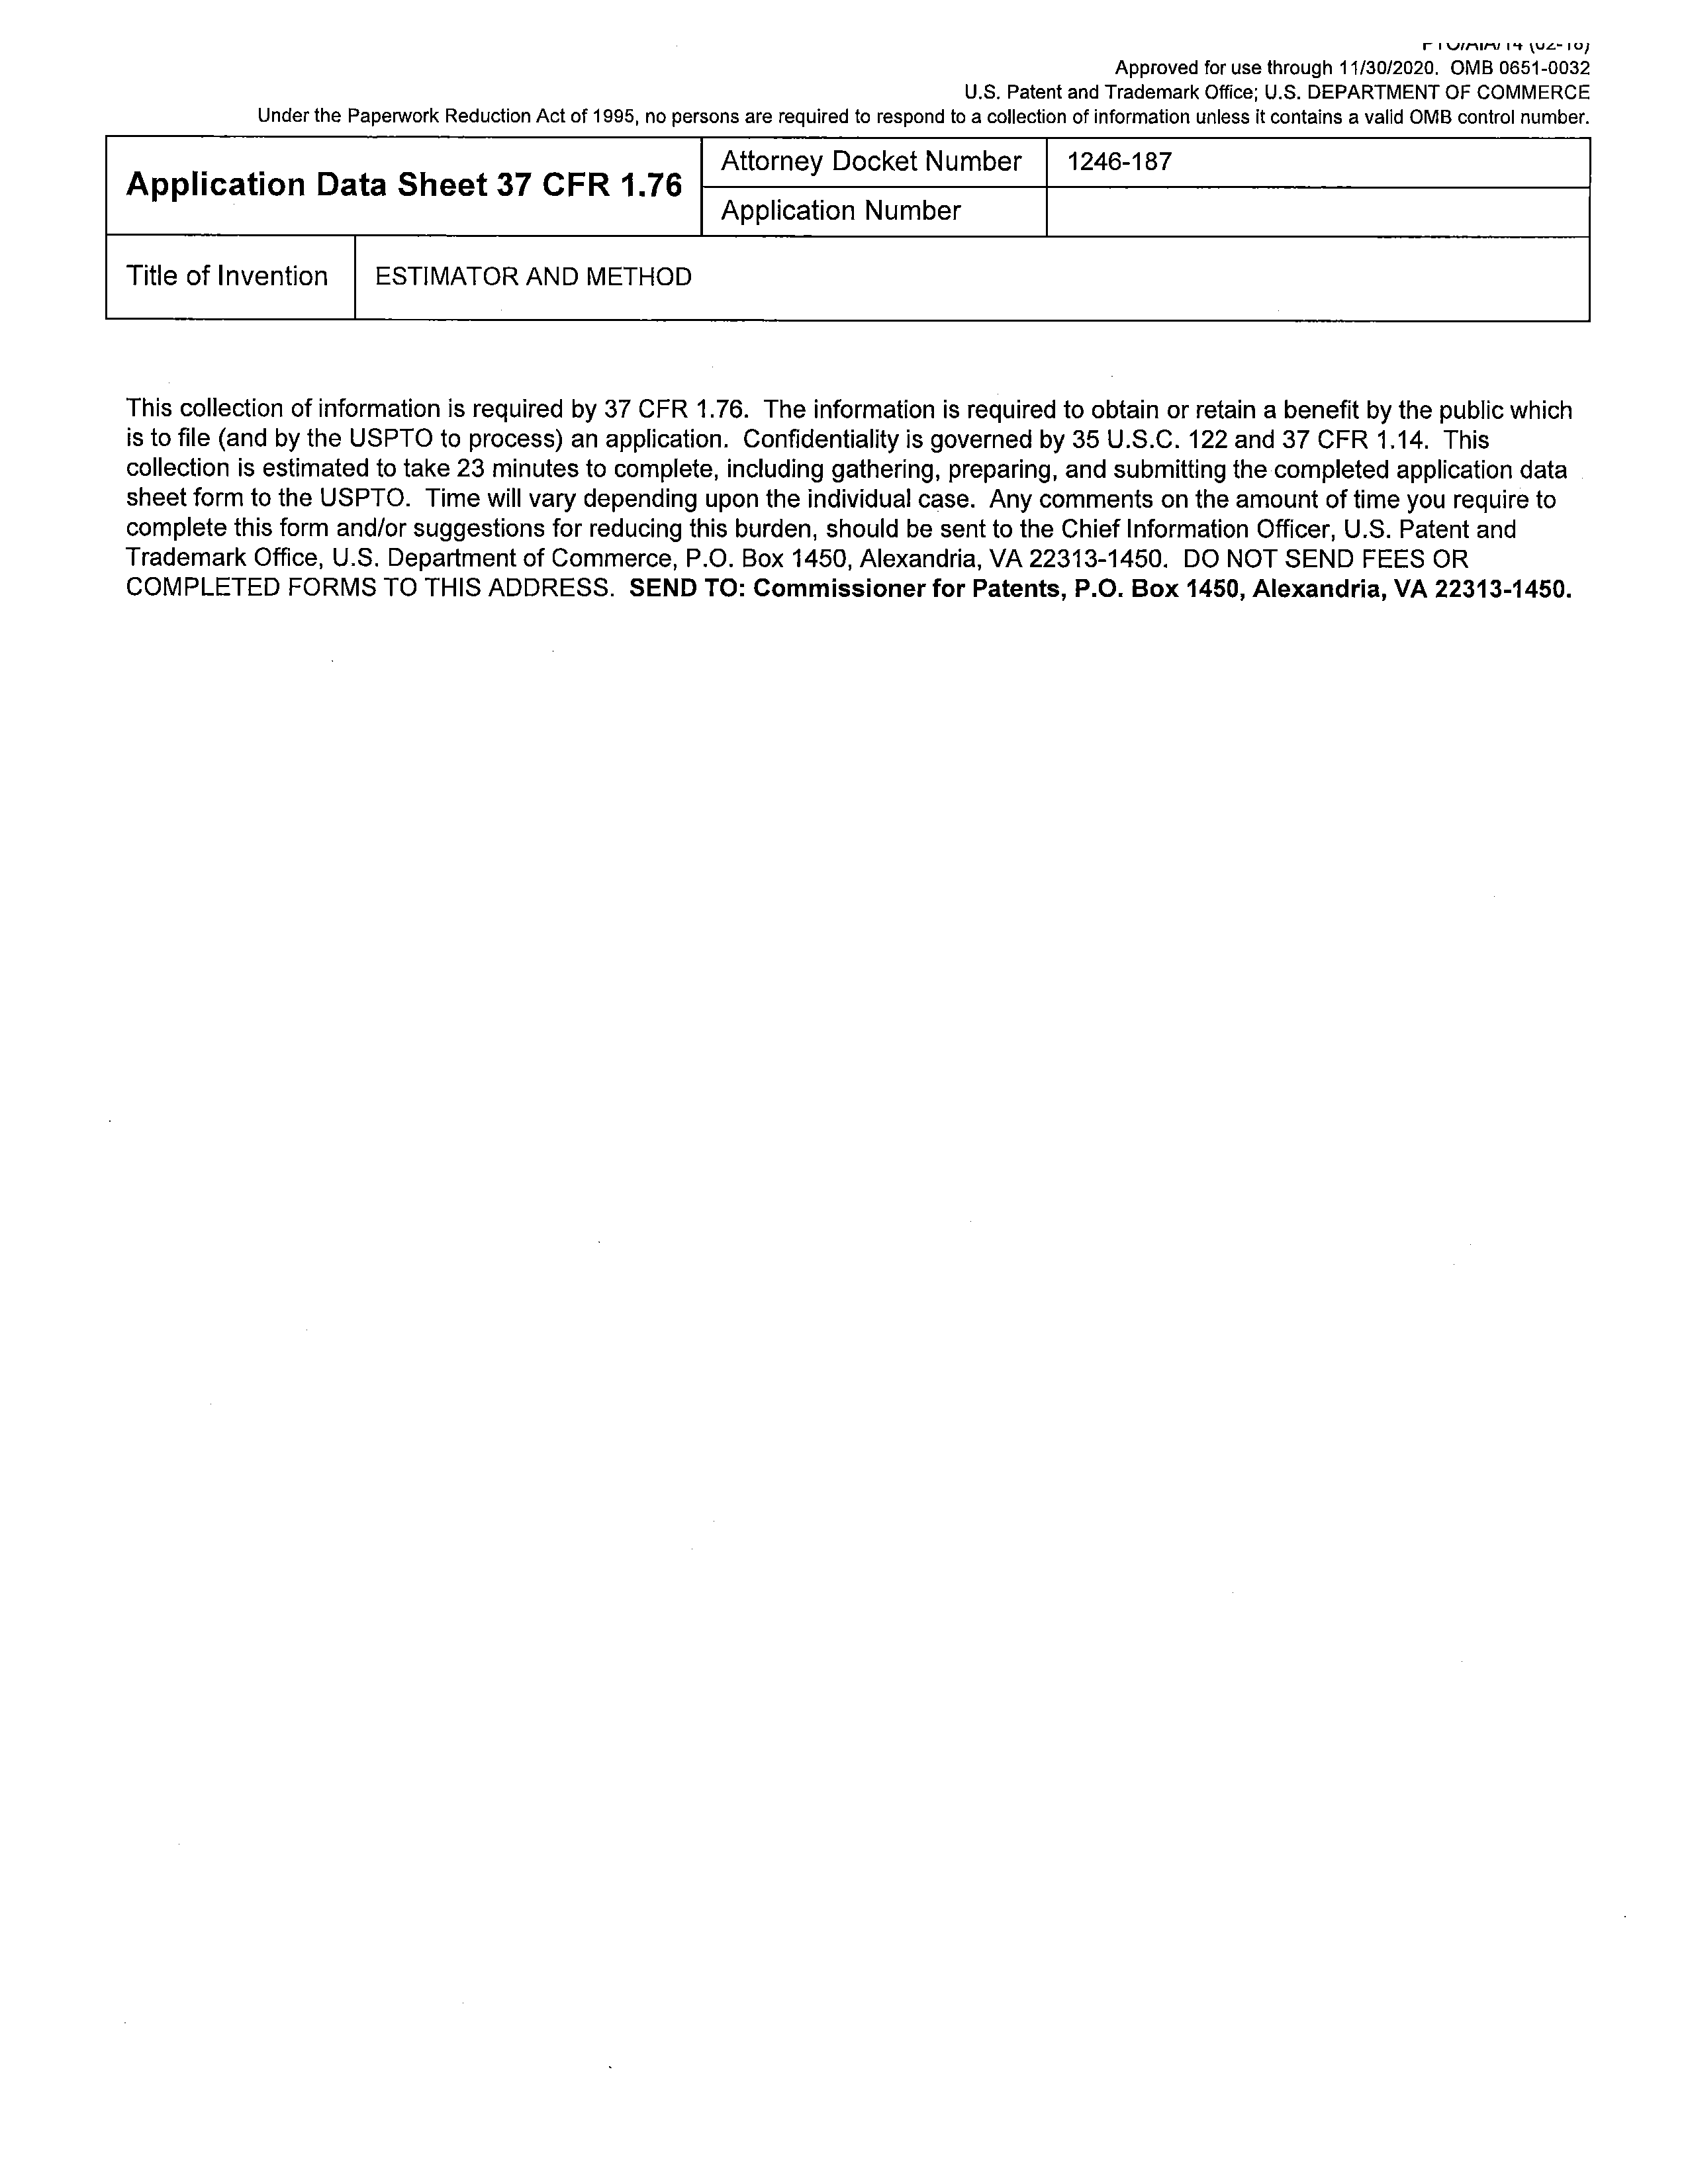 Approved for use through 11/30/2020. OMB 0651-0032
U.S. Patent and Trademark Office; U.S. DEPARTMENT OF COMMERCE
Under the Paperwork Reduction Act of 1995, no persons are required to respond to a collection of information unless it contains a valid OMB control number.
Application Data Sheet 37 CFR 1.76
Attorney Docket Number
1246-187
Application Number
Title of Invention
ESTIMATOR AND METHOD
This collection of information is required by 37 CFR 1.76. The information is required to obtain or retain a benefit by the public which
is to file (and by the USPTO to process) an application. Confidentiality is governed by 35 U.S.C. 122 and 37 CFR 1.14. This
collection is estimated to take 23 minutes to complete, including gathering, preparing, and submitting the completed application data
sheet form to the USPTO. Time will vary depending upon the individual case. Any comments on the amount of time you require to
complete this form and/or suggestions for reducing this burden, should be sent to the Chief Information Officer, U.S. Patent and
Trademark Office, U.S. Department of Commerce, P.O. Box 1450, Alexandria, VA 22313-1450. DO NOT SEND FEES OR
COMPLETED FORMS TO THIS ADDRESS. SEND TO: Commissioner for Patents, P.O. Box 1450, Alexandria, VA 22313-1450.